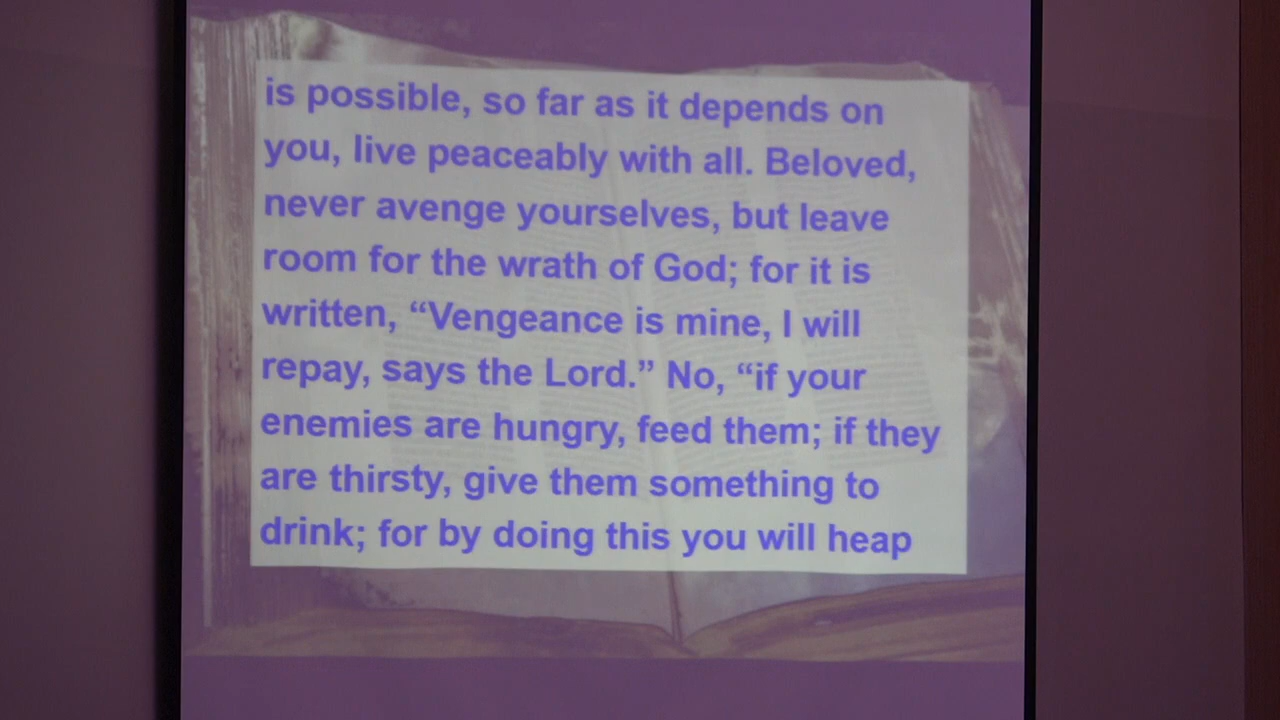 is possible, so far as it depends on
you, live peaceably with all. Beloved,
never avenge yourselves, but leave
room for the wrath of God; for it is
written, “Vengeance is mine, I will
repay, says the Lord.” No, “if your
enemies are hungry, feed them; if they
are thirsty, give them something to
drink; for by doing this you will heap